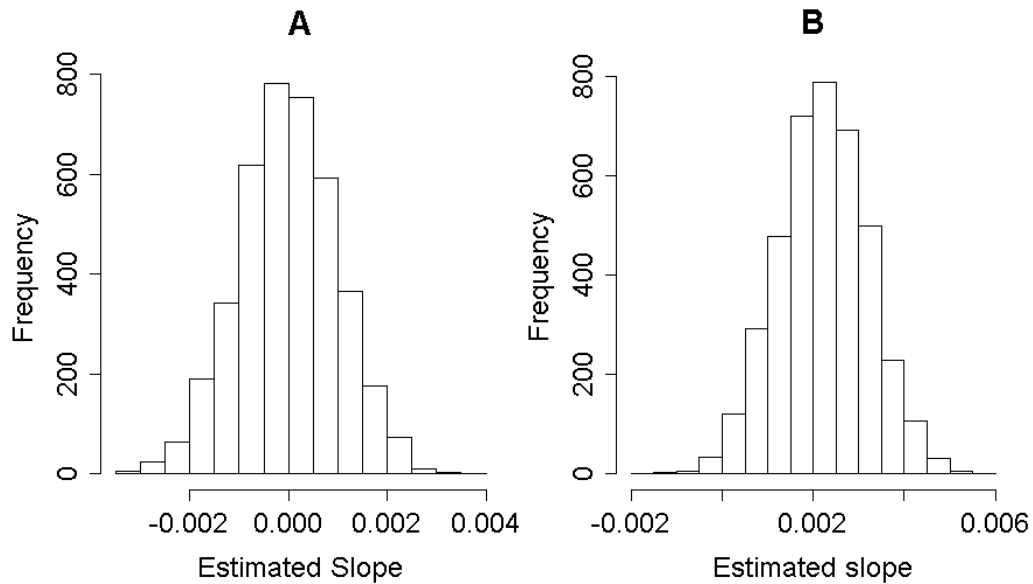 A
B
Frequency
0 200 400 600 800
-0.002 0.000 0.002 0.004
Estimated Slope
Frequency
0 200 400 600 800
-0.002 0.002 0.006
Estimated slope